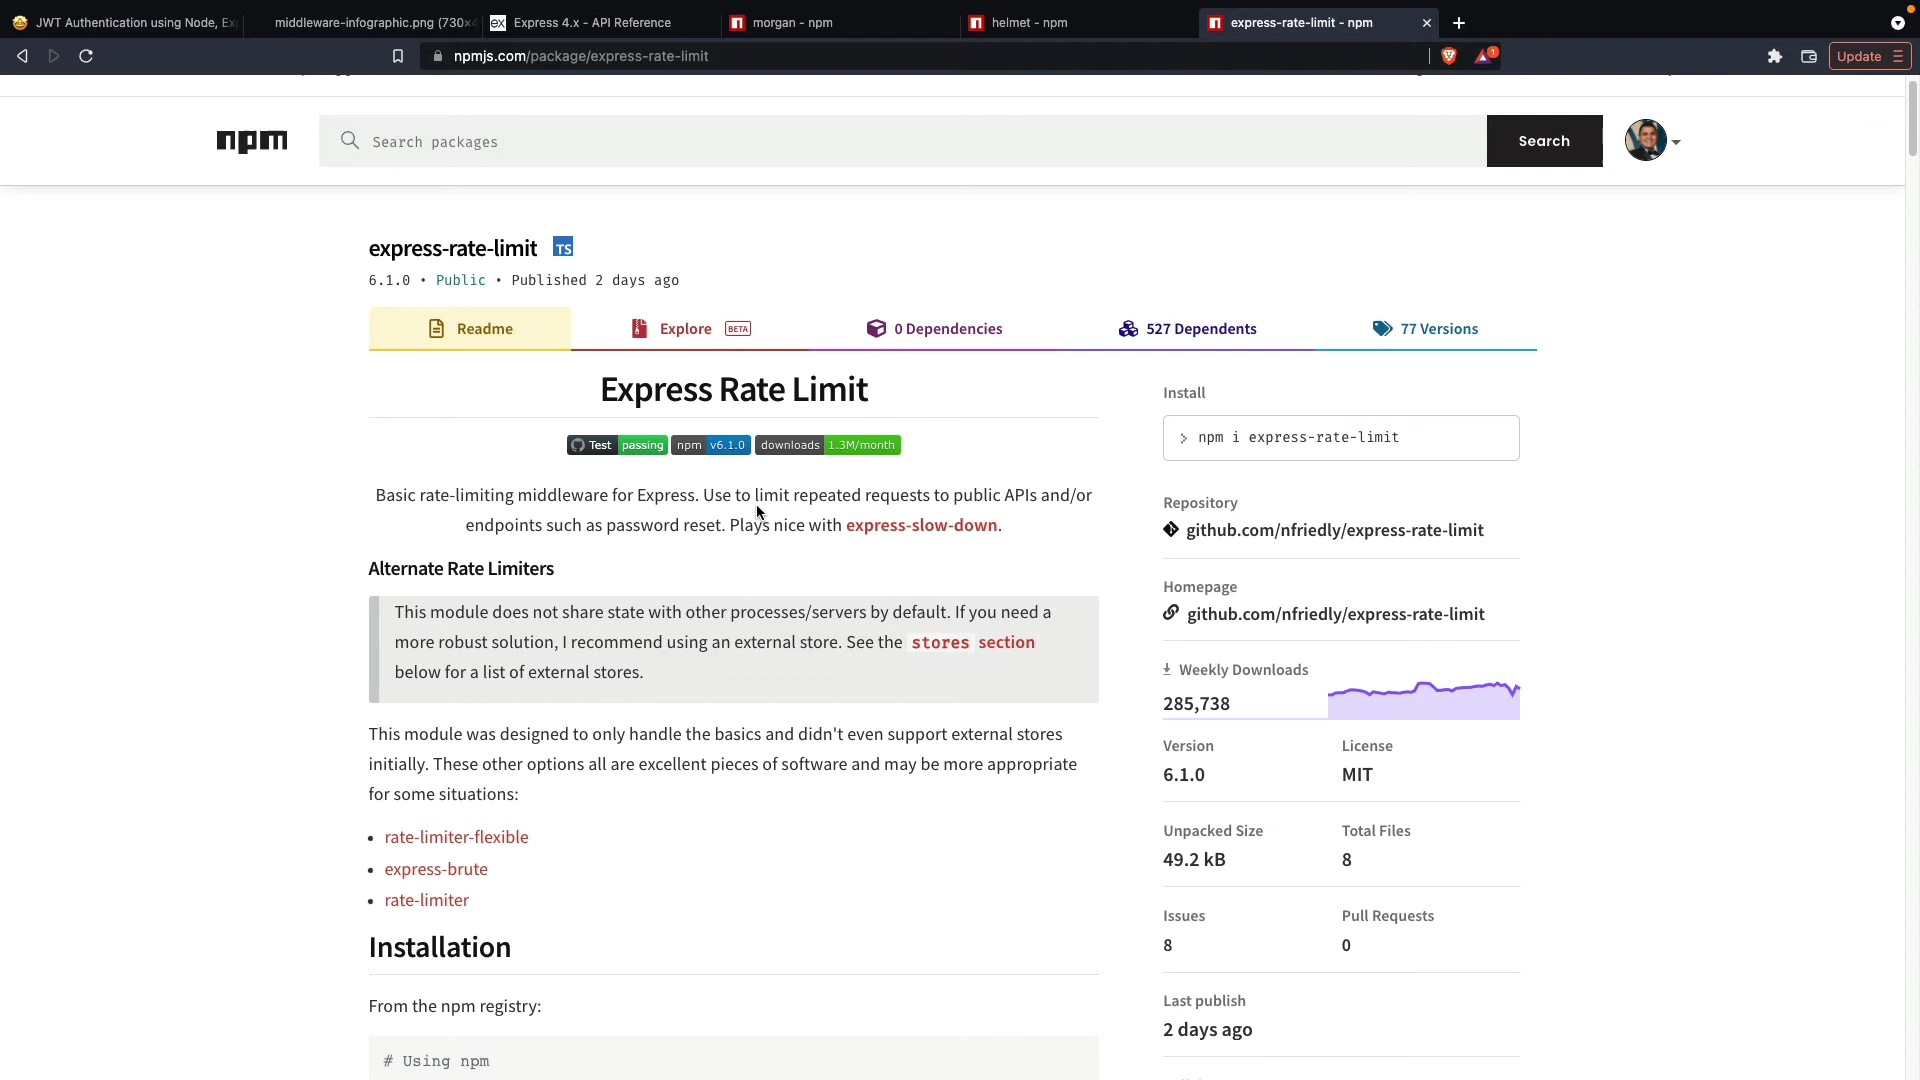 JWT Authentication using Node, Ex
middleware-infographic.png (730×4
EX Express 4.x - API Reference
morgan - npm
helmet - npm
express-rate-limit - npm
npmjs.com/package/express-rate-limit
1
Update
npm
Search packages
Search
express-rate-limit TS
6.1.0 • Public • Published 2 days ago
Readme
Explore BETA
0 Dependencies
527 Dependents
77 Versions
Express Rate Limit
Test passing npm v6.1.0 downloads 1.3M/month
Basic rate-limiting middleware for Express. Use to limit repeated requests to public APIs and/or
endpoints such as password reset. Plays nice with express-slow-down.
Alternate Rate Limiters
This module does not share state with other processes/servers by default. If you need a
more robust solution, I recommend using an external store. See the stores section
below for a list of external stores.
This module was designed to only handle the basics and didn't even support external stores
initially. These other options all are excellent pieces of software and may be more appropriate
for some situations:
• rate-limiter-flexible
• express-brute
• rate-limiter
Installation
From the npm registry:
# Using npm
Install
> npm i express-rate-limit
Repository
github.com/nfriedly/express-rate-limit
Homepage
github.com/nfriedly/express-rate-limit
Weekly Downloads
285,738
Version License
6.1.0 MIT
Unpacked Size Total Files
49.2 kB 8
Issues Pull Requests
8 0
Last publish
2 days ago